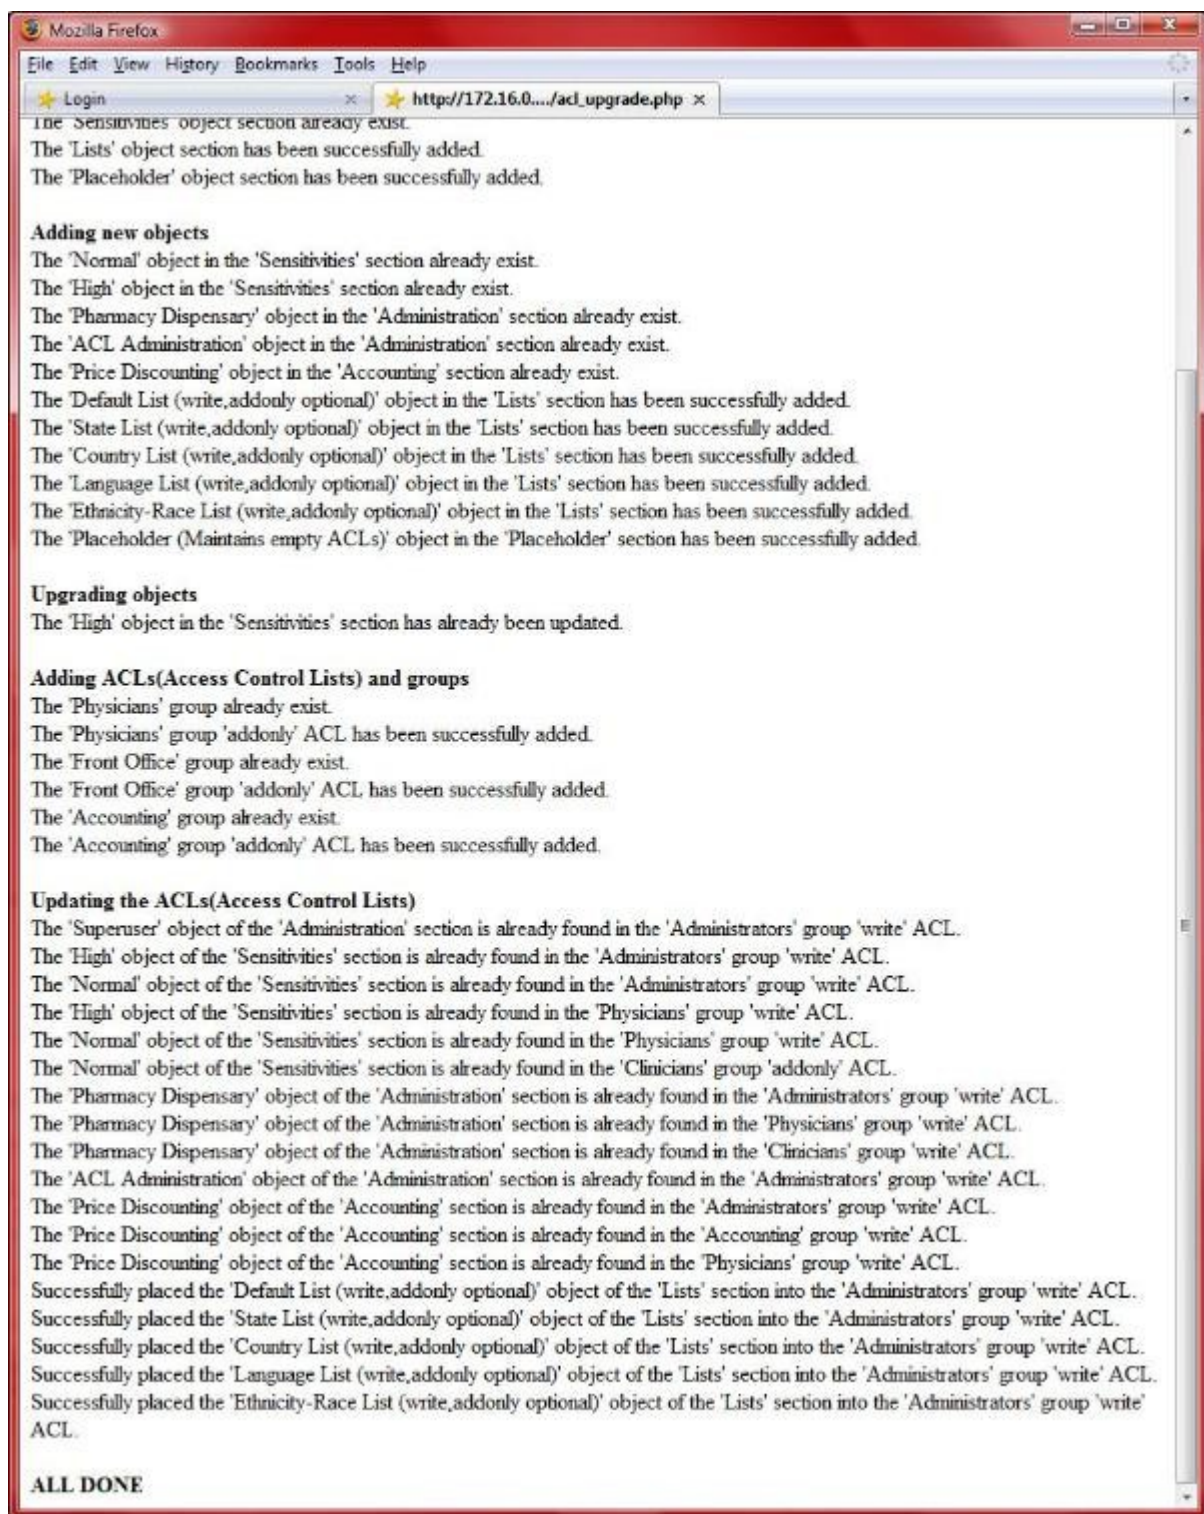 Mozilla Firefox
File Edit View History Bookmarks Tools Help
Login
http://172.16.0..../acl_upgrade.php
The 'Sensitivities' object section already exist.
The 'Lists' object section has been successfully added.
The 'Placeholder' object section has been successfully added.
Adding new objects
The 'Normal' object in the 'Sensitivities' section already exist.
The 'High' object in the 'Sensitivities' section already exist.
The 'Pharmacy Dispensary' object in the 'Administration' section already exist.
The 'ACL Administration' object in the 'Administration' section already exist.
The 'Price Discounting' object in the 'Accounting' section already exist.
The 'Default List (write,addonly optional)' object in the 'Lists' section has been successfully added.
The 'State List (write,addonly optional)' object in the 'Lists' section has been successfully added.
The 'Country List (write,addonly optional)' object in the 'Lists' section has been successfully added.
The 'Language List (write,addonly optional)' object in the 'Lists' section has been successfully added.
The 'Ethnicity-Race List (write,addonly optional)' object in the 'Lists' section has been successfully added.
The 'Placeholder (Maintains empty ACLs)' object in the 'Placeholder' section has been successfully added.
Upgrading objects
The 'High' object in the 'Sensitivities' section has already been updated.
Adding ACLs(Access Control Lists) and groups
The 'Physicians' group already exist.
The 'Physicians' group 'addonly' ACL has been successfully added.
The 'Front Office' group already exist.
The 'Front Office' group 'addonly' ACL has been successfully added.
The 'Accounting' group already exist.
The 'Accounting' group 'addonly' ACL has been successfully added.
Updating the ACLs(Access Control Lists)
The 'Superuser' object of the 'Administration' section is already found in the 'Administrators' group 'write' ACL.
The 'High' object of the 'Sensitivities' section is already found in the 'Administrators' group 'write' ACL.
The 'Normal' object of the 'Sensitivities' section is already found in the 'Administrators' group 'write' ACL.
The 'High' object of the 'Sensitivities' section is already found in the 'Physicians' group 'write' ACL.
The 'Normal' object of the 'Sensitivities' section is already found in the 'Physicians' group 'write' ACL.
The 'Normal' object of the 'Sensitivities' section is already found in the 'Clinicians' group 'addonly' ACL.
The 'Pharmacy Dispensary' object of the 'Administration' section is already found in the 'Administrators' group 'write' ACL.
The 'Pharmacy Dispensary' object of the 'Administration' section is already found in the 'Physicians' group 'write' ACL.
The 'Pharmacy Dispensary' object of the 'Administration' section is already found in the 'Clinicians' group 'write' ACL.
The 'ACL Administration' object of the 'Administration' section is already found in the 'Administrators' group 'write' ACL.
The 'Price Discounting' object of the 'Accounting' section is already found in the 'Administrators' group 'write' ACL.
The 'Price Discounting' object of the 'Accounting' section is already found in the 'Accounting' group 'write' ACL.
The 'Price Discounting' object of the 'Accounting' section is already found in the 'Physicians' group 'write' ACL.
Successfully placed the 'Default List (write,addonly optional)' object of the 'Lists' section into the 'Administrators' group 'write' ACL.
Successfully placed the 'State List (write,addonly optional)' object of the 'Lists' section into the 'Administrators' group 'write' ACL.
Successfully placed the 'Country List (write,addonly optional)' object of the 'Lists' section into the 'Administrators' group 'write' ACL.
Successfully placed the 'Language List (write,addonly optional)' object of the 'Lists' section into the 'Administrators' group 'write' ACL.
Successfully placed the 'Ethnicity-Race List (write,addonly optional)' object of the 'Lists' section into the 'Administrators' group 'write'
ACL.
ALL DONE